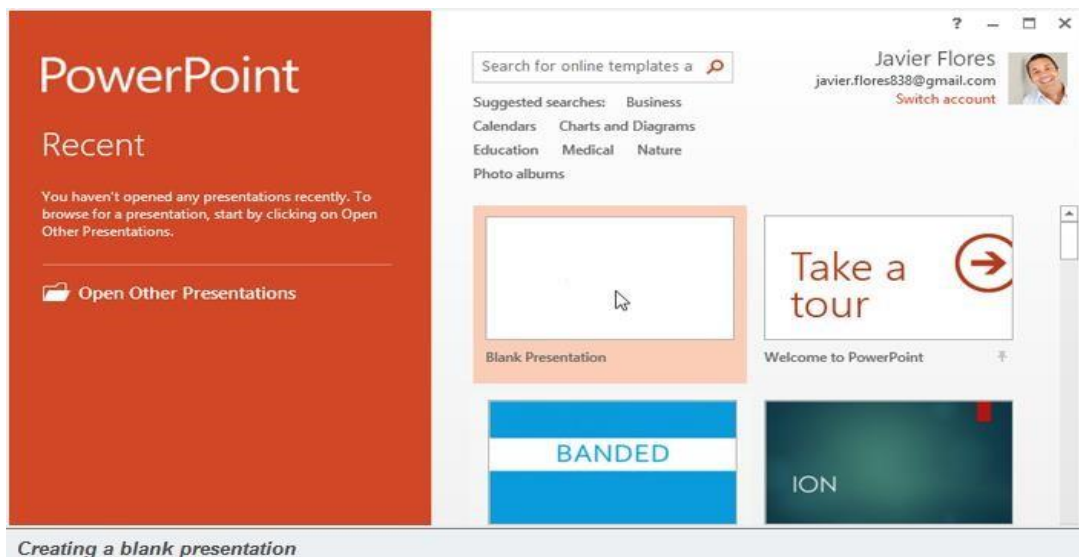 PowerPoint
Recent
You haven't opened any presentations recently. To
browse for a presentation, start by clicking on Open
Other Presentations.
Open Other Presentations
?
Search for online templates a
Suggested searches: Business
Calendars Charts and Diagrams
Education Medical Nature
Photo albums
Javier Flores
javier.flores838@gmail.com
Switch account
Blank Presentation
Take a
tour
Welcome to PowerPoint
BANDED
ION
Creating a blank presentation